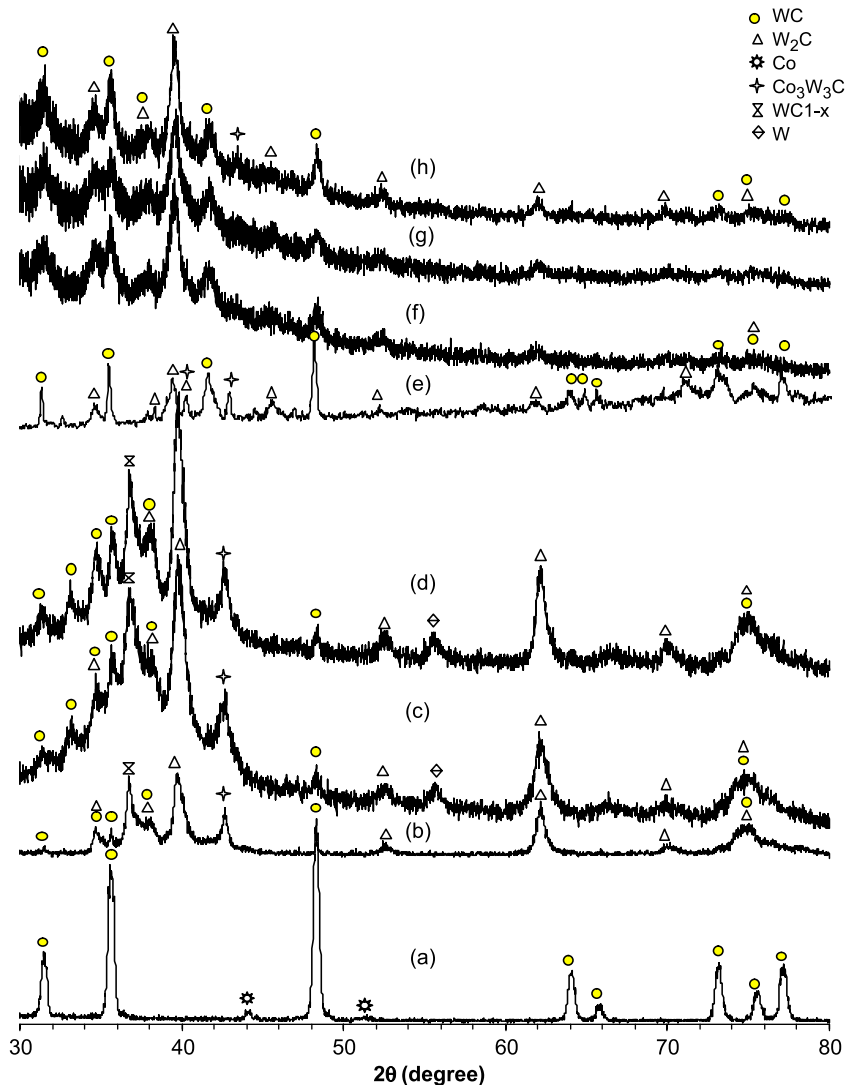 WC
W₂C
Co
Co₃W₃C
WC1-x
W
(h)
(g)
(f)
(e)
(d)
(c)
(b)
(a)
30 40 50 60 70 80
2θ (degree)